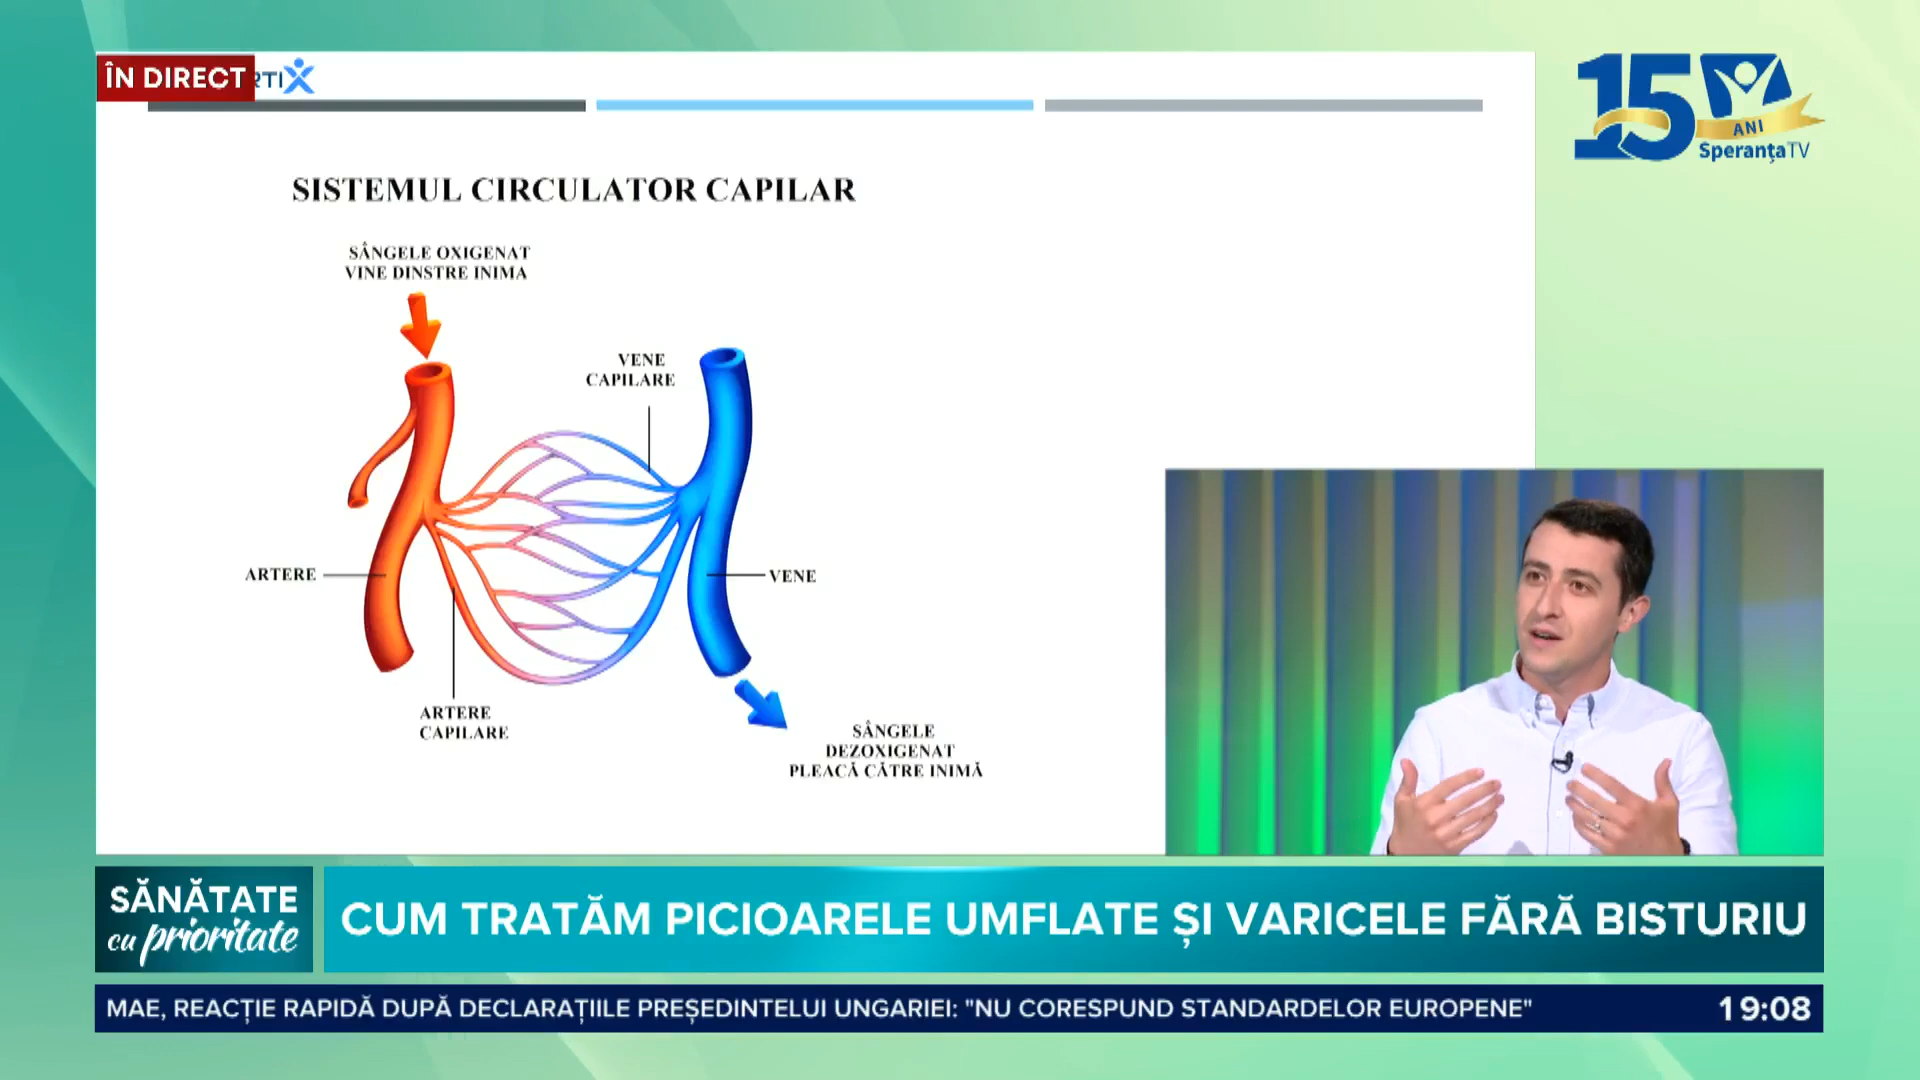 ÎN DIRECT
RTIX
15
ANI
SperanțaTV
SISTEMUL CIRCULATOR CAPILAR
SÂNGELE OXIGENAT
VINE DINSTRE INIMA
VENE
CAPILARE
ARTERE
VENE
ARTERE
CAPILARE
SÂNGELE
DEZOXIGENAT
PLEACĂ CĂTRE INIMĂ
SĂNĂTATE
cu prioritate
CUM TRATĂM PICIOARELE UMFLATE ȘI VARICELE FĂRĂ BISTURIU
MAE, REACȚIE RAPIDĂ DUPĂ DECLARAȚIILE PREȘEDINTELUI UNGARIEI: "NU CORESPUND STANDARDELOR EUROPENE"
19:08